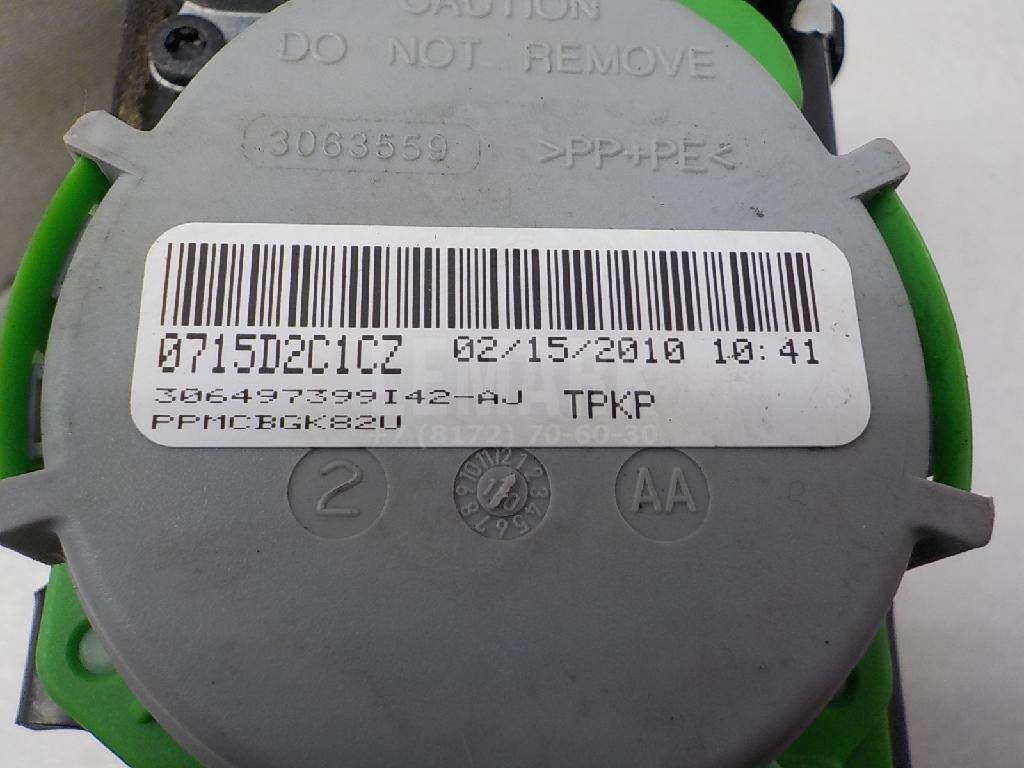 CAUTION
DO NOT REMOVE
3063559 >PP+PE<
0715D2C1CZ 02/15/2010 10:41
306497399I42-AJ TPKP
PPMCBGK82U
+7 (8172) 70-60-30
2 AA